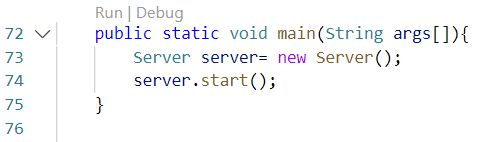 Run | Debug
72 public static void main(String args[]){
73 Server server= new Server();
74 server.start();
75 }
76